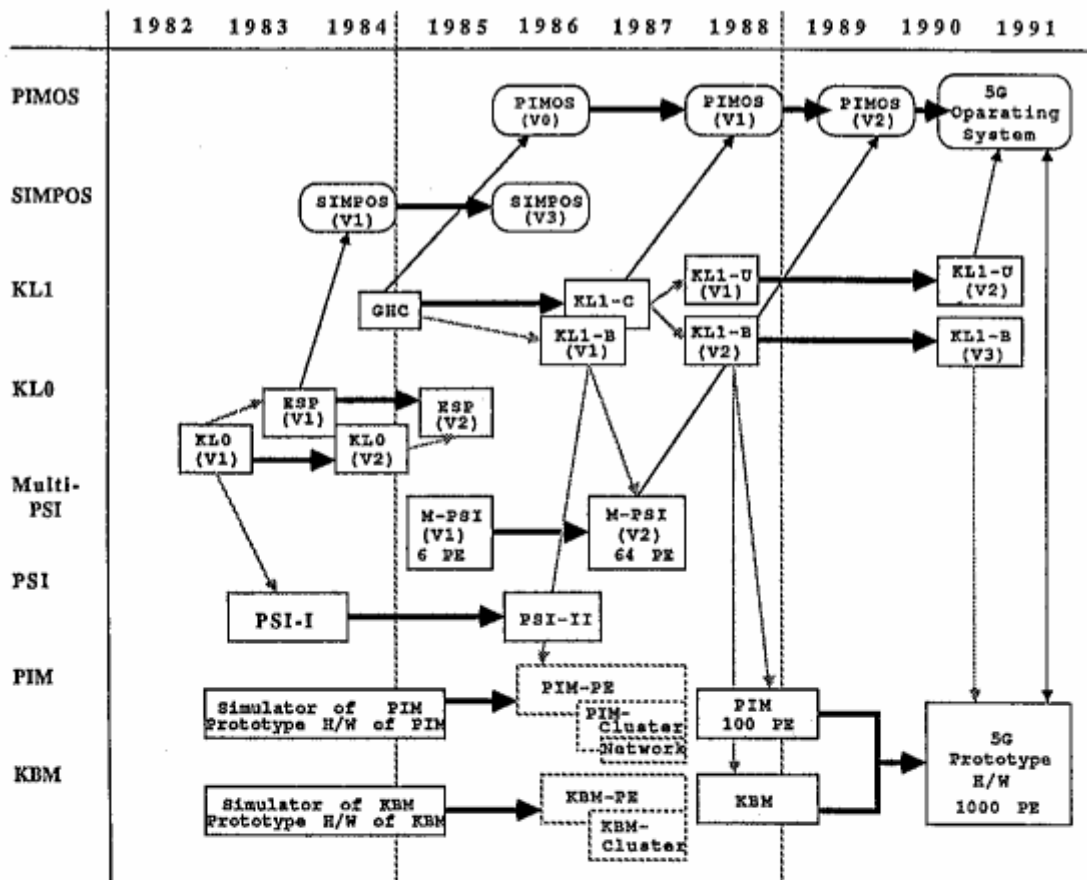 1982 1983 1984 1985 1986 1987 1988 1989 1990 1991
PIMOS
PIMOS
(V0)
PIMOS
(V1)
PIMOS
(V2)
5G
Oparating
System
SIMPOS
SIMPOS
(V1)
SIMPOS
(V3)
KL1
GHC
KL1-C
KL1-B
(V1)
KL1-U
(V1)
KL1-B
(V2)
KL1-U
(V2)
KL1-B
(V3)
KL0
ESP
(V1)
ESP
(V2)
KL0
(V1)
KL0
(V2)
Multi-
PSI
M-PSI
(V1)
6 PE
M-PSI
(V2)
64 PE
PSI
PSI-I
PSI-II
PIM
Simulator of PIM
Prototype H/W of PIM
PIM-PE
PIM-
Cluster
Network
PIM
100 PE
5G
Prototype
H/W
1000 PE
KBM
Simulator of KBM
Prototype H/W of KBM
KBM-PE
KBM-
Cluster
KBM